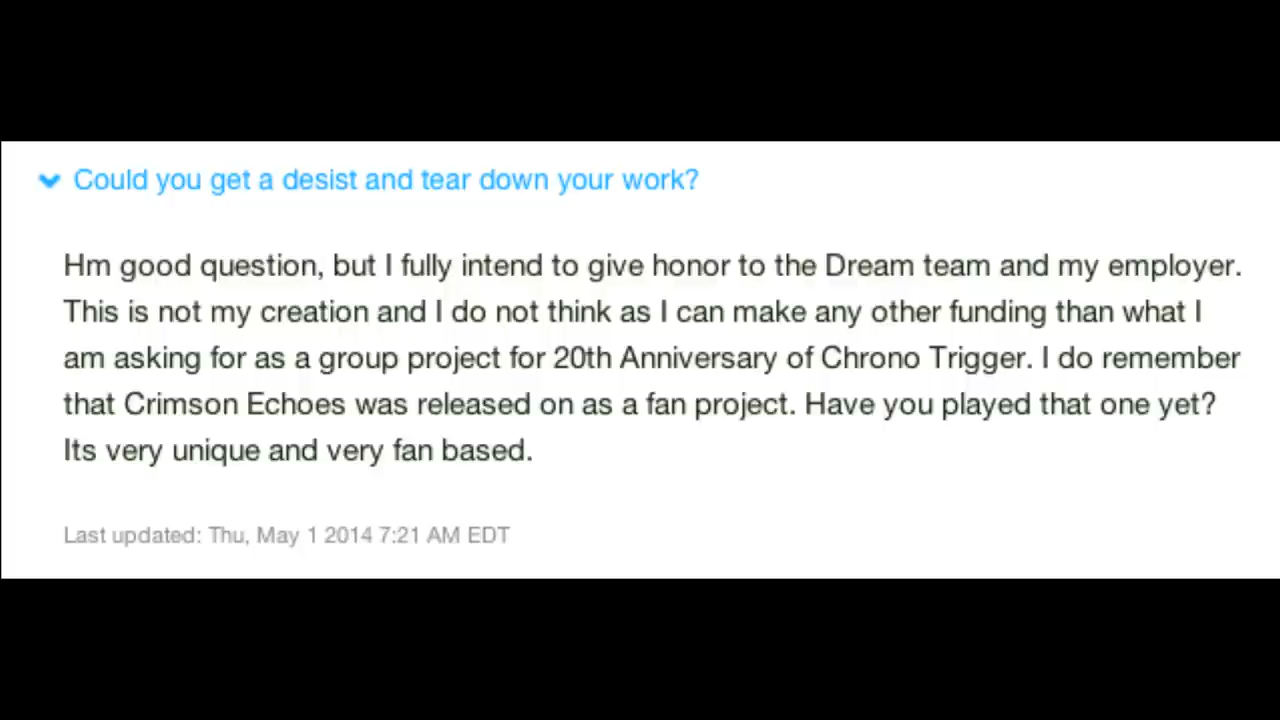 Could you get a desist and tear down your work?
Hm good question, but I fully intend to give honor to the Dream team and my employer.
This is not my creation and I do not think as I can make any other funding than what I
am asking for as a group project for 20th Anniversary of Chrono Trigger. I do remember
that Crimson Echoes was released on as a fan project. Have you played that one yet?
Its very unique and very fan based.
Last updated: Thu, May 1 2014 7:21 AM EDT